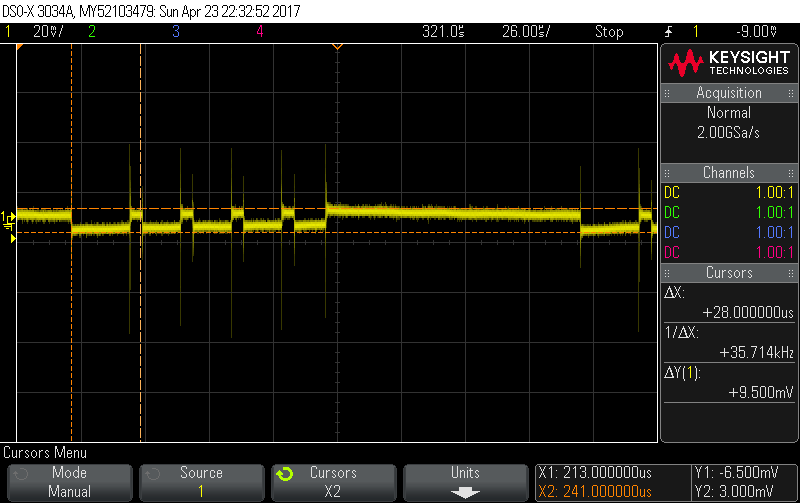 DSO-X 3034A, MY52103479: Sun Apr 23 22:32:52 2017
1 20mV/ 2 3 4 321.0us 26.00us/ Stop 1 -9.00mV
KEYSIGHT
TECHNOLOGIES
Acquisition
Normal
2.00GSa/s
Channels
DC 1.00:1
DC 1.00:1
DC 1.00:1
DC 1.00:1
Cursors
ΔX:
+28.000000us
1/ΔX:
+35.714kHz
ΔY(1):
+9.500mV
1
Cursors Menu
Mode
Manual
Source
1
Cursors
X2
Units
X1: 213.000000us
X2: 241.000000us
Y1: -6.500mV
Y2: 3.000mV